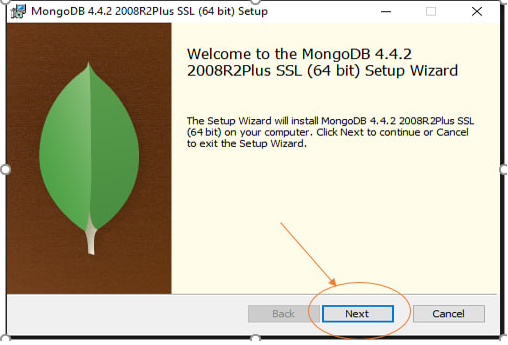 MongoDB 4.4.2 2008R2Plus SSL (64 bit) Setup
Welcome to the MongoDB 4.4.2
2008R2Plus SSL (64 bit) Setup Wizard
The Setup Wizard will install MongoDB 4.4.2 2008R2Plus SSL
(64 bit) on your computer. Click Next to continue or Cancel
to exit the Setup Wizard.
Back
Next
Cancel